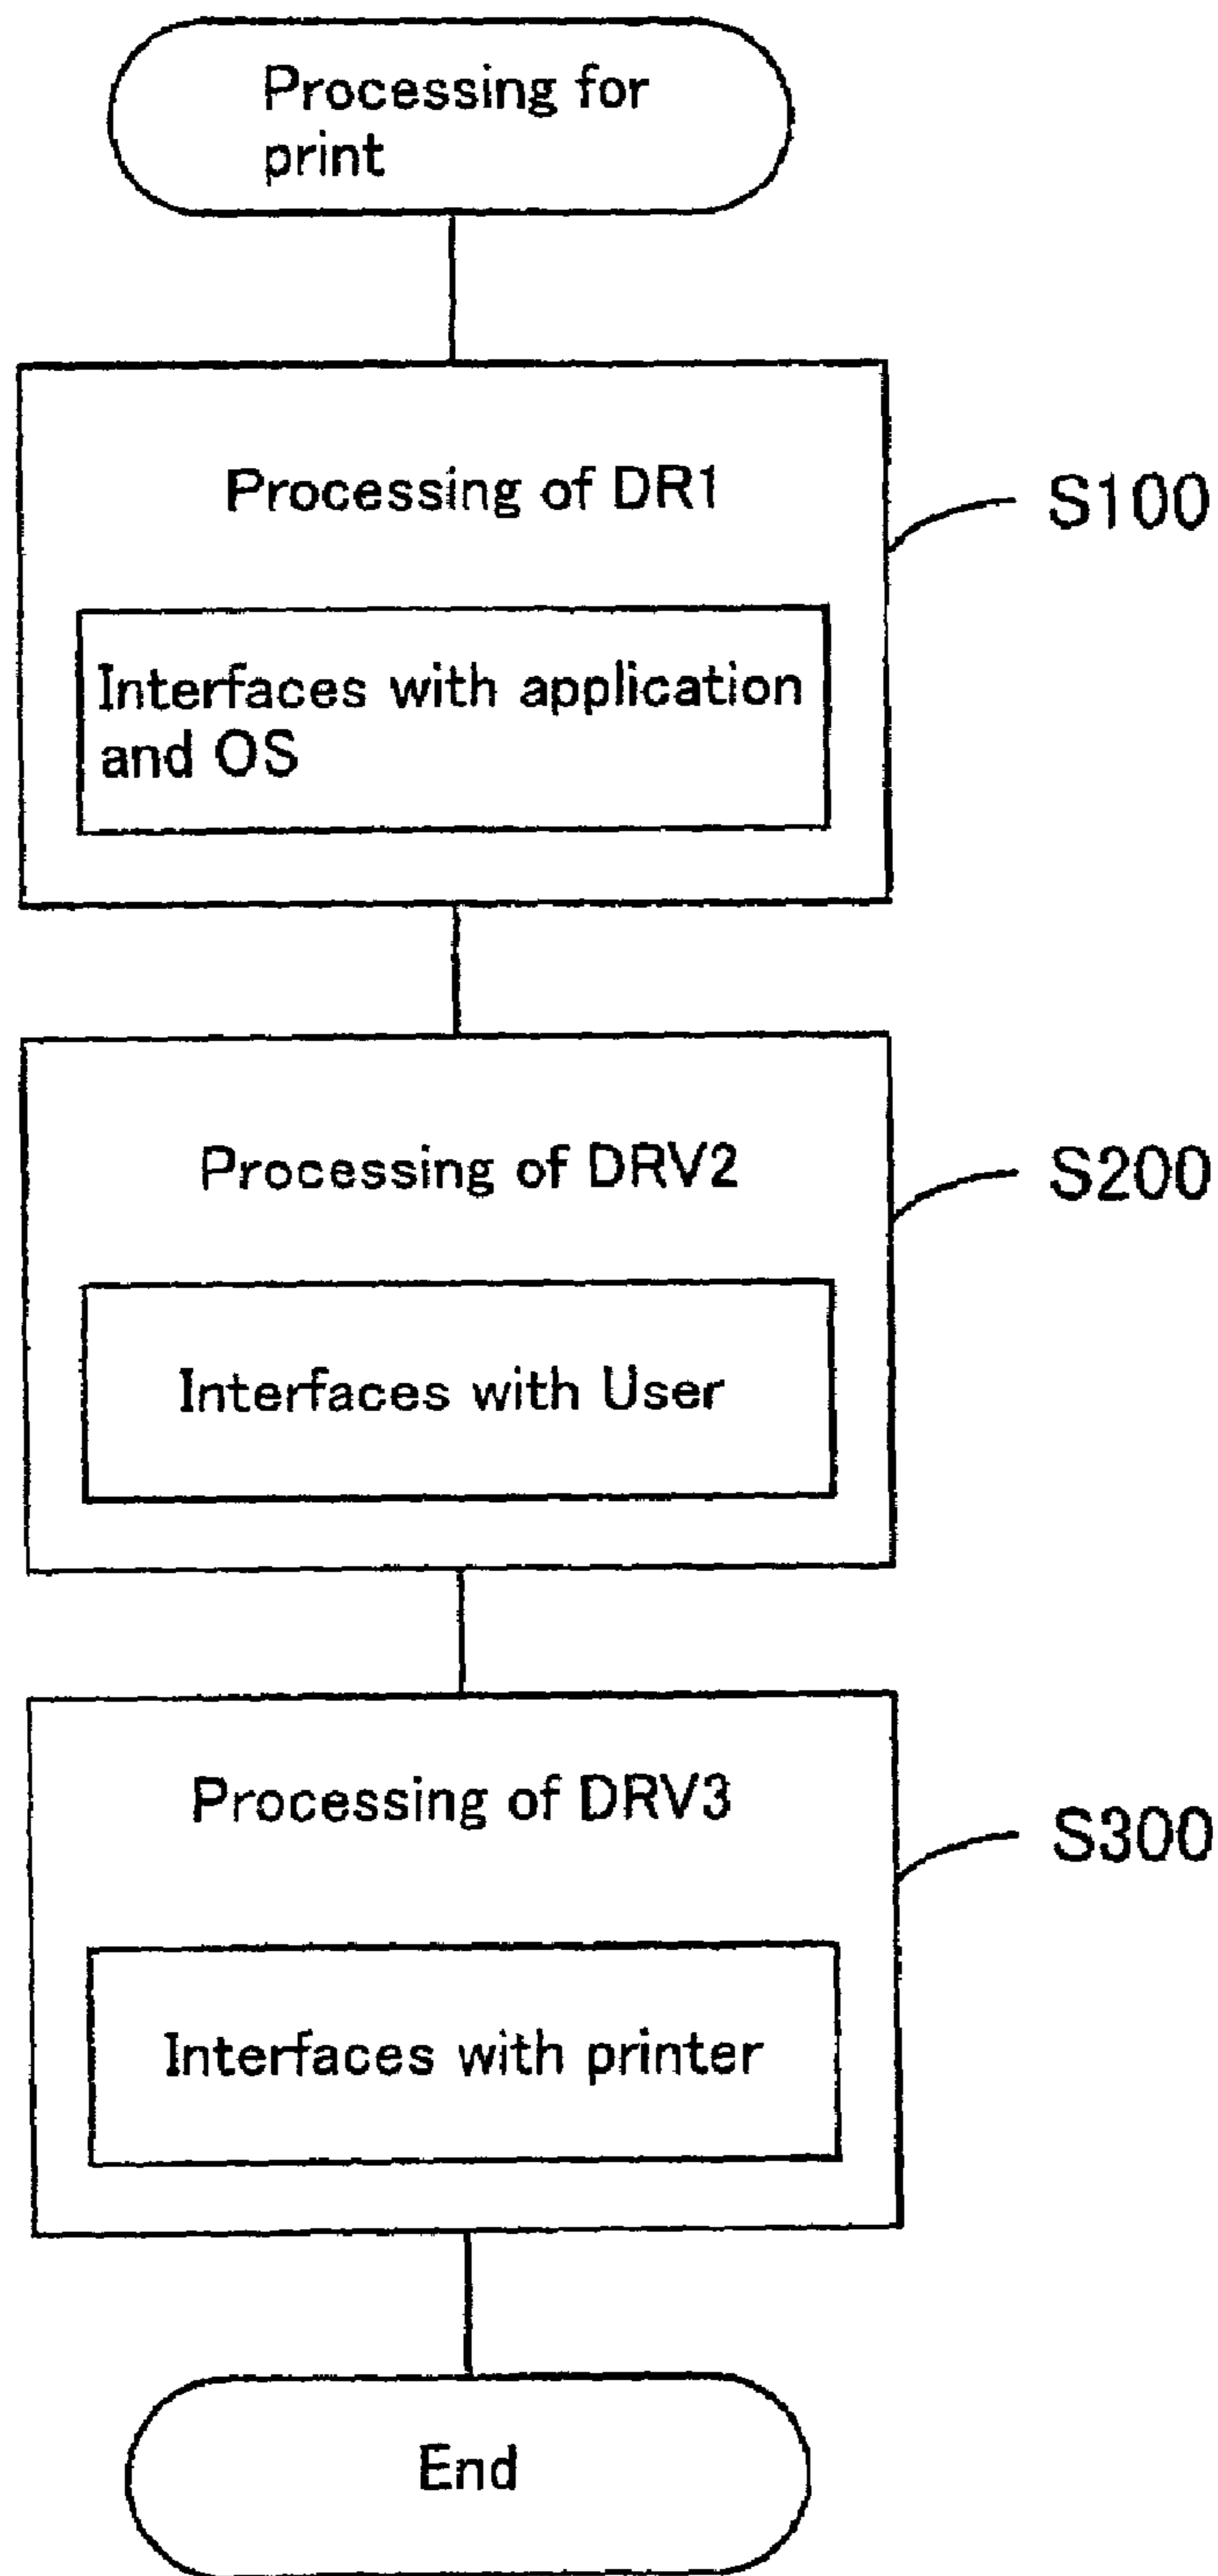 Processing for
print
Processing of DR1
S100
Interfaces with application
and OS
Processing of DRV2
S200
Interfaces with User
Processing of DRV3
S300
Interfaces with printer
End